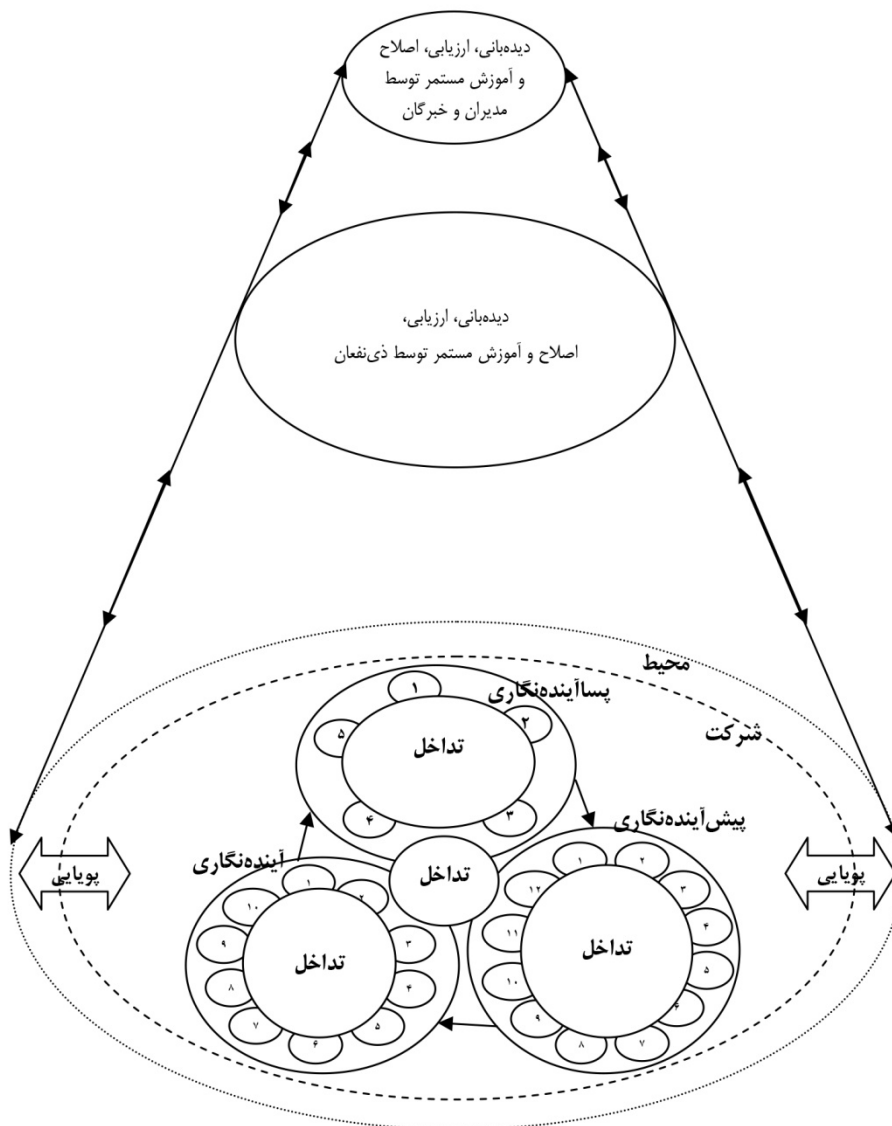 دیده‌بانی، ارزیابی، اصلاح
و آموزش مستمر توسط
مدیران و خبرگان
دیده‌بانی، ارزیابی،
اصلاح و آموزش مستمر توسط ذی‌نفعان
محیط
شرکت
پساآینده‌نگاری
۱
۲
۳
۴
۵
تداخل
پیش‌آینده‌نگاری
۱
۲
۳
۴
۵
۶
۷
۸
۹
۱۰
۱۱
۱۲
تداخل
تداخل
آینده‌نگاری
۱
۲
۳
۴
۵
۶
۷
۸
۹
۱۰
تداخل
پویایی
پویایی